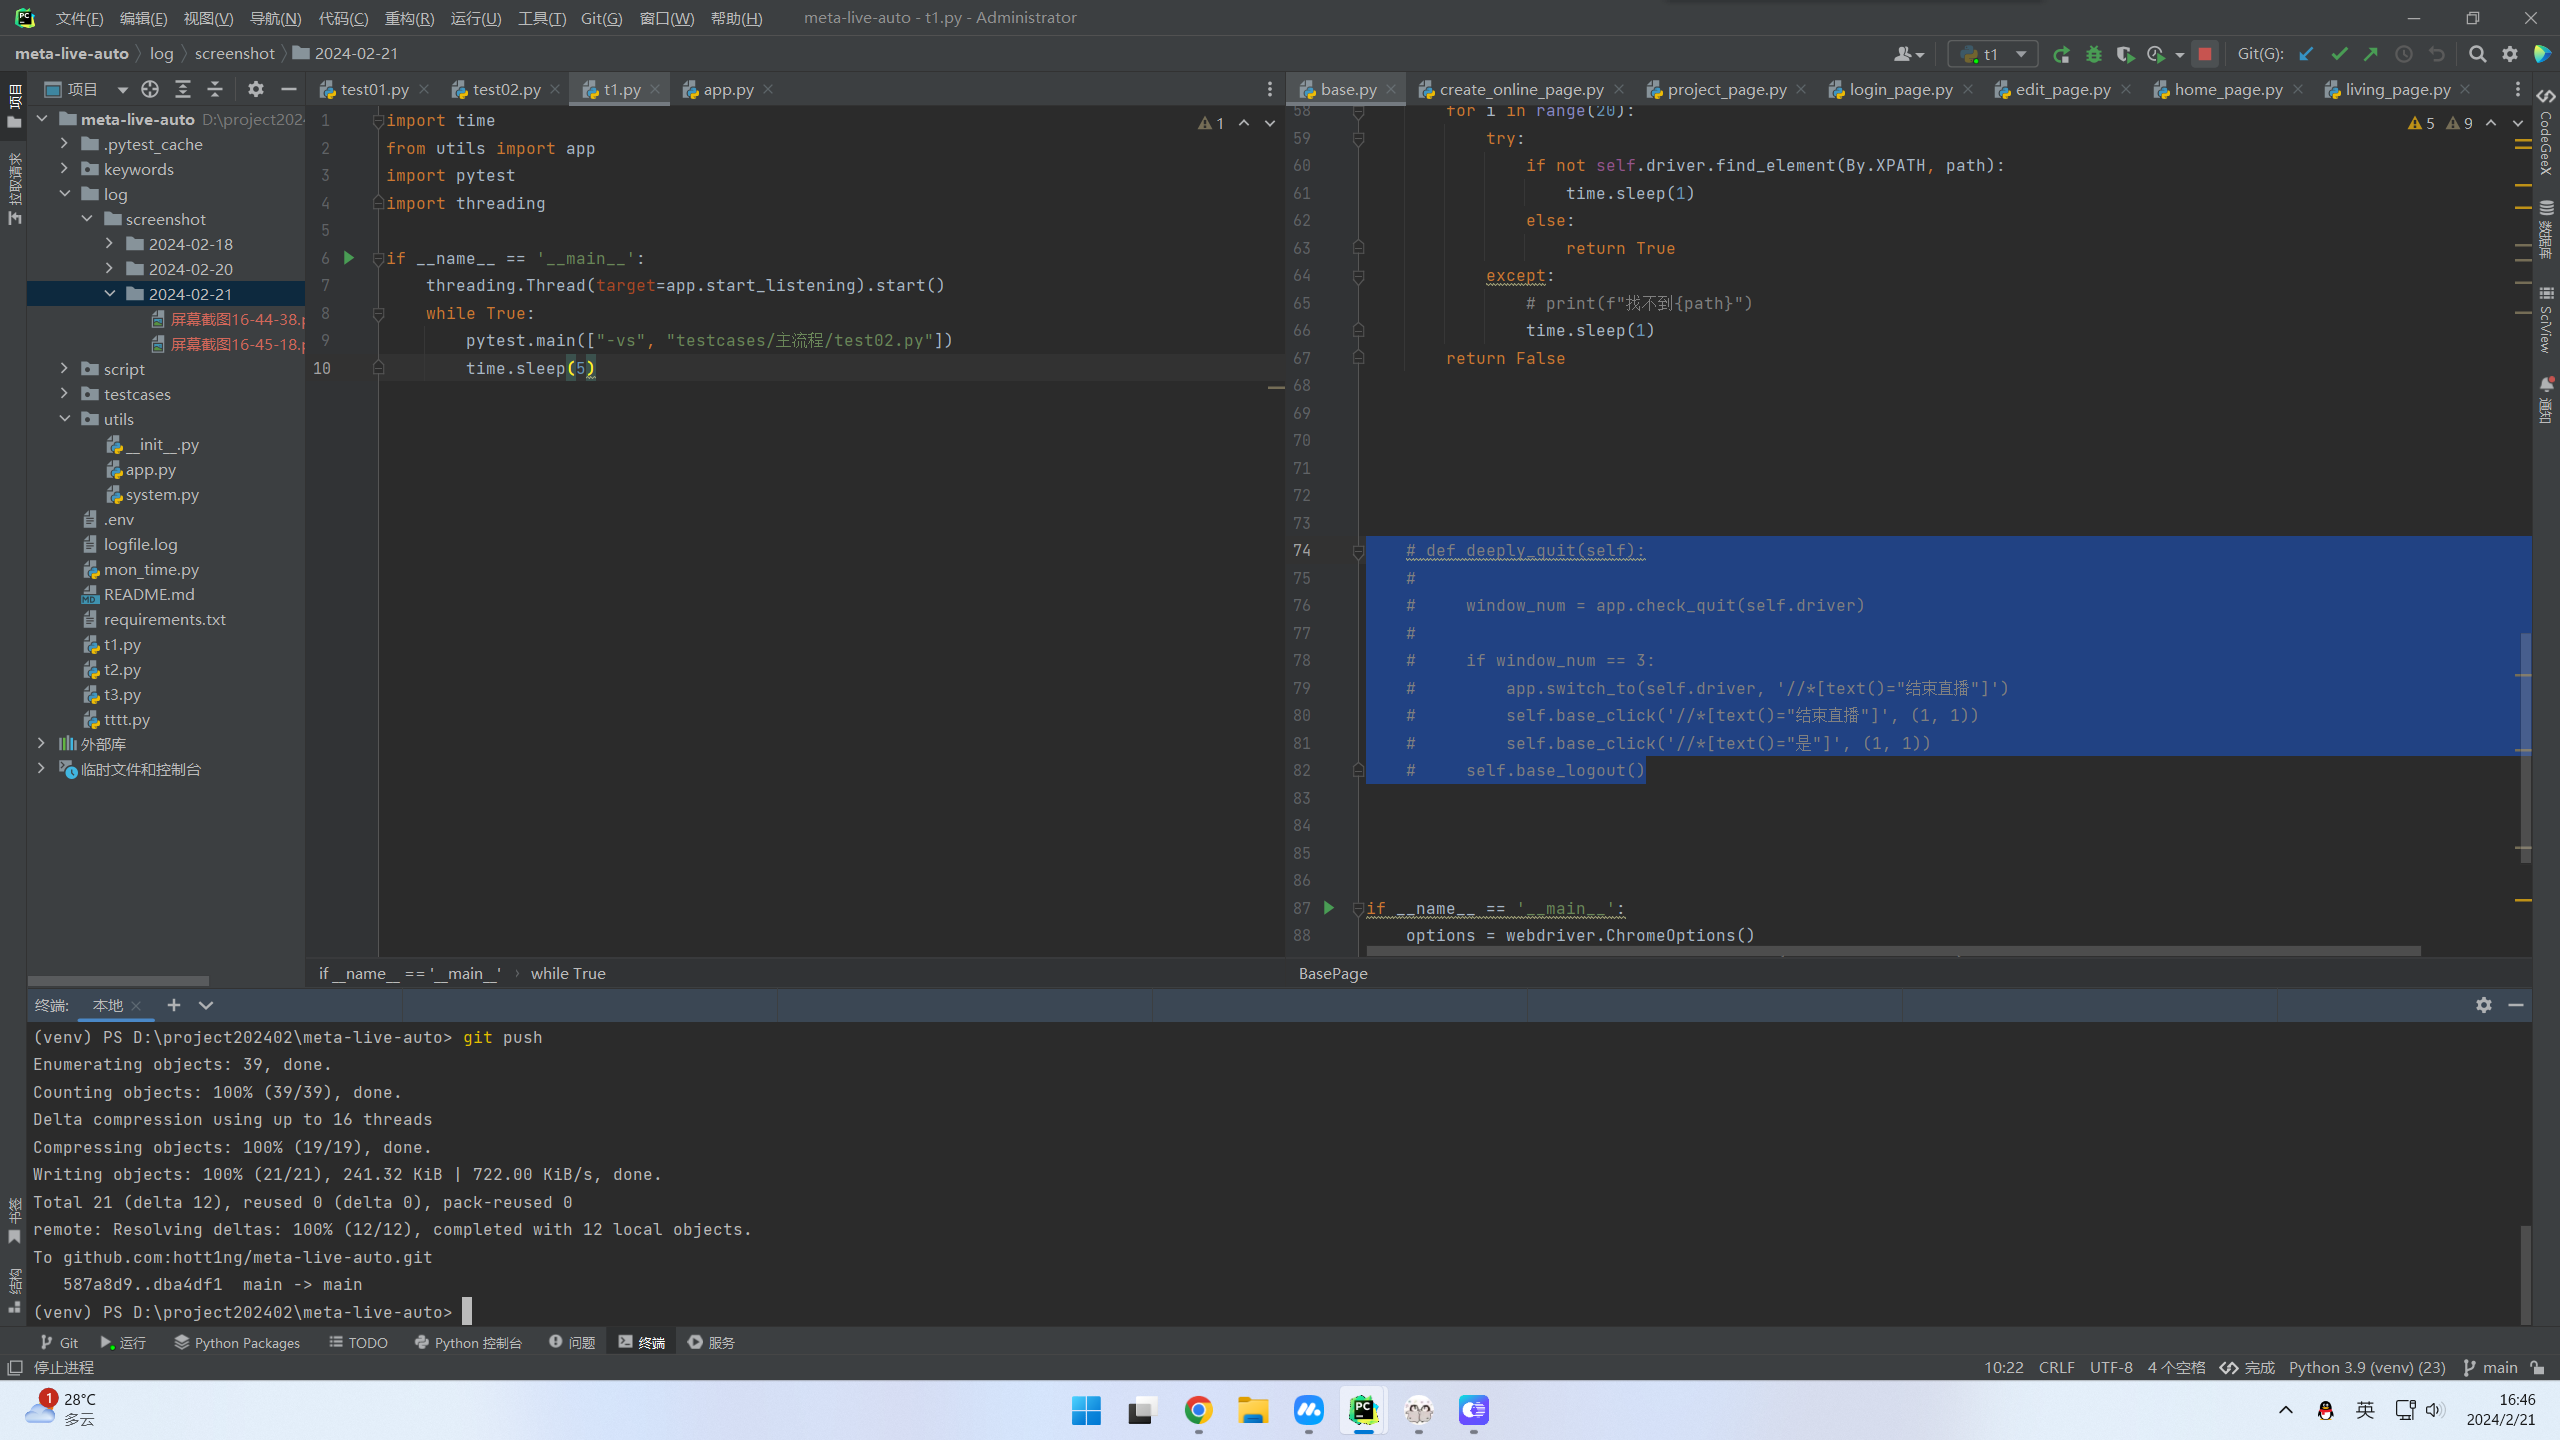 文件(F) 编辑(E) 视图(V) 导航(N) 代码(C) 重构(R) 运行(U) 工具(T) Git(G) 窗口(W) 帮助(H) meta-live-auto - t1.py - Administrator
meta-live-auto log screenshot 2024-02-21
t1 Git(G):
项目
test01.py test02.py t1.py app.py
base.py create_online_page.py project_page.py login_page.py edit_page.py home_page.py living_page.py
项目
拉取请求
书签
结构
meta-live-auto D:\project202
.pytest_cache
keywords
log
screenshot
2024-02-18
2024-02-20
2024-02-21
屏幕截图16-44-38.p
屏幕截图16-45-18.p
script
testcases
utils
__init__.py
app.py
system.py
.env
logfile.log
mon_time.py
README.md
requirements.txt
t1.py
t2.py
t3.py
tttt.py
外部库
临时文件和控制台
1 import time
2 from utils import app
3 import pytest
4 import threading
5
6 if __name__ == '__main__':
7 threading.Thread(target=app.start_listening).start()
8 while True:
9 pytest.main(["-vs", "testcases/主流程/test02.py"])
10 time.sleep(5)
1
if __name__ == '__main__' › while True
5 9
58 for i in range(20):
59 try:
60 if not self.driver.find_element(By.XPATH, path):
61 time.sleep(1)
62 else:
63 return True
64 except:
65 # print(f"找不到{path}")
66 time.sleep(1)
67 return False
68
69
70
71
72
73
74 # def deeply_quit(self):
75 #
76 # window_num = app.check_quit(self.driver)
77 #
78 # if window_num == 3:
79 # app.switch_to(self.driver, '//*[text()="结束直播"]')
80 # self.base_click('//*[text()="结束直播"]', (1, 1))
81 # self.base_click('//*[text()="是"]', (1, 1))
82 # self.base_logout()
83
84
85
86
87 if __name__ == '__main__':
88 options = webdriver.ChromeOptions()
BasePage
CodeGeeX
数据库
SciView
通知
终端: 本地
(venv) PS D:\project202402\meta-live-auto> git push
Enumerating objects: 39, done.
Counting objects: 100% (39/39), done.
Delta compression using up to 16 threads
Compressing objects: 100% (19/19), done.
Writing objects: 100% (21/21), 241.32 KiB | 722.00 KiB/s, done.
Total 21 (delta 12), reused 0 (delta 0), pack-reused 0
remote: Resolving deltas: 100% (12/12), completed with 12 local objects.
To github.com:hott1ng/meta-live-auto.git
587a8d9..dba4df1 main -> main
(venv) PS D:\project202402\meta-live-auto>
Git 运行 Python Packages TODO Python 控制台 问题 终端 服务
停止进程 10:22 CRLF UTF-8 4 个空格 完成 Python 3.9 (venv) (23) main
1 28°C
多云
英
16:46
2024/2/21